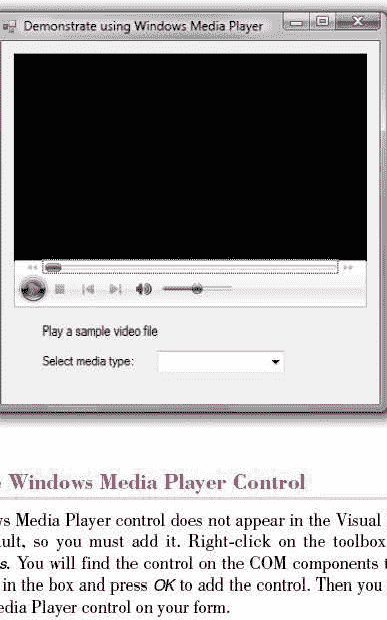 Demonstrate using Windows Media Player
Play a sample video file
Select media type:
Windows Media Player Control
Media Player control does not appear in the Visual
so you must add it. Right-click on the toolbox
You will find the control on the COM components
in the box and press OK to add the control. Then you
Player control on your form.